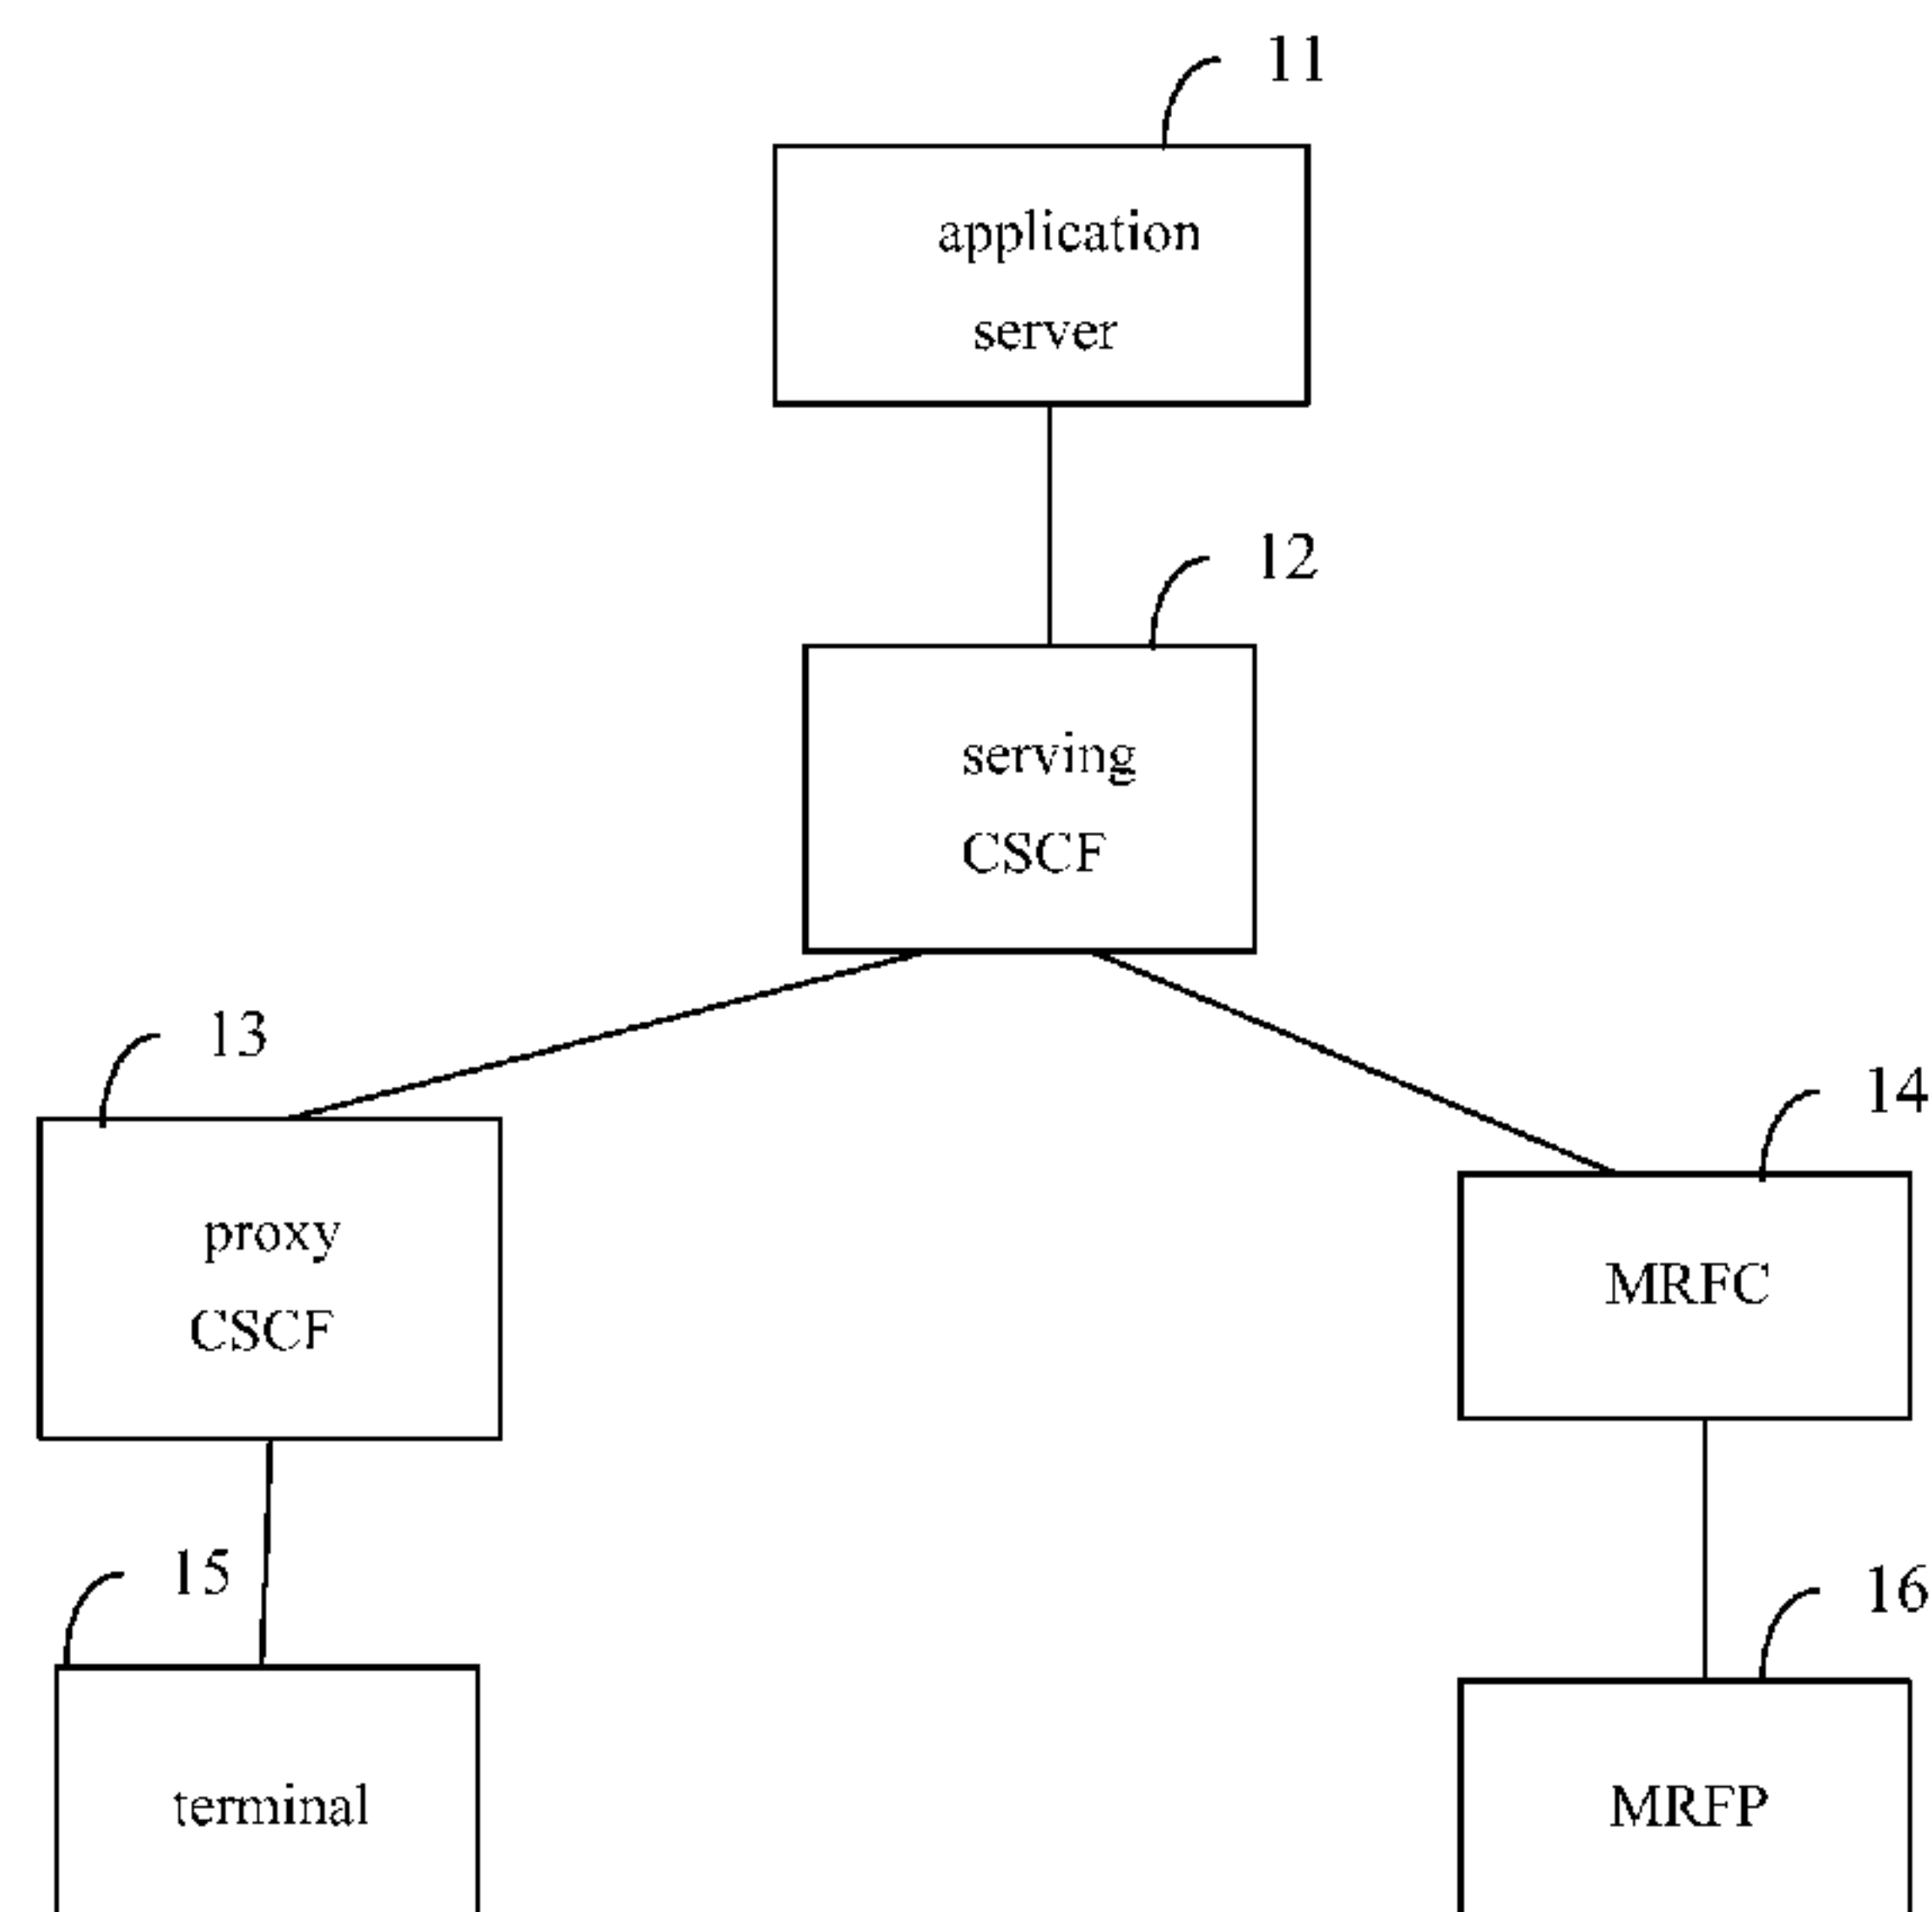 11
application
server
12
serving
CSCF
13
proxy
CSCF
14
MRFC
15
terminal
16
MRFP